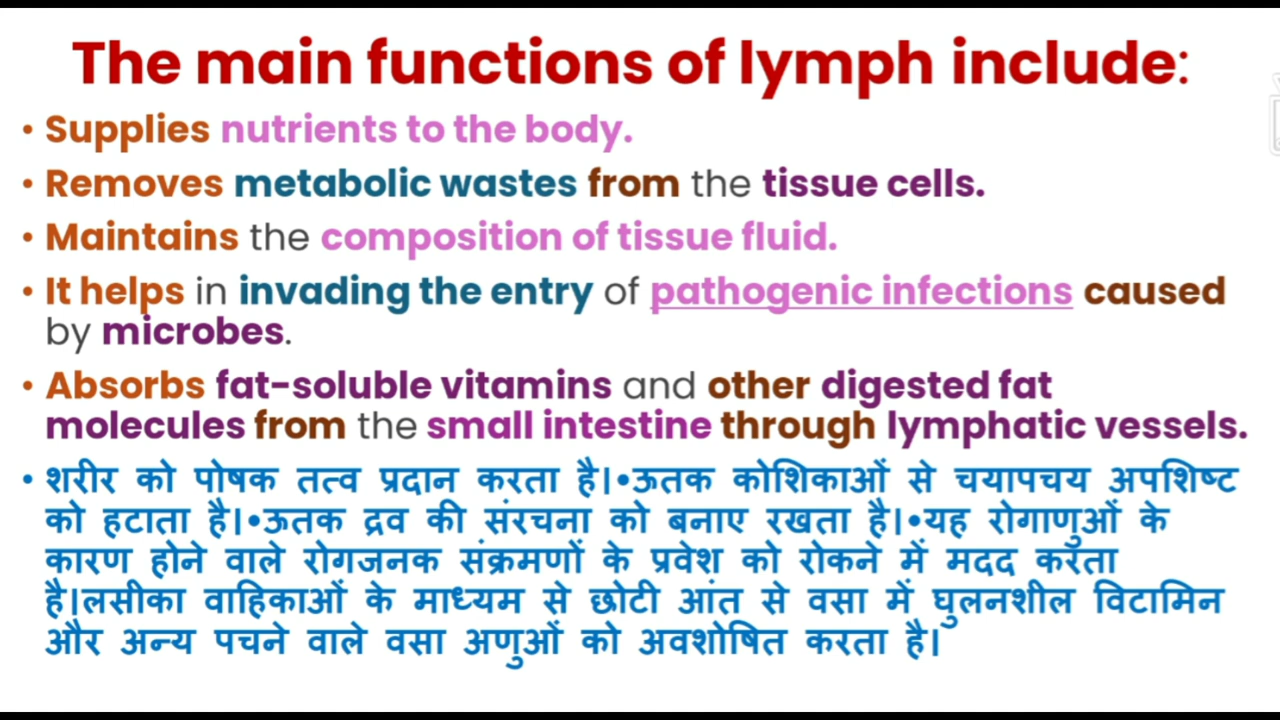 The main functions of lymph include:
• Supplies nutrients to the body.
• Removes metabolic wastes from the tissue cells.
• Maintains the composition of tissue fluid.
• It helps in invading the entry of pathogenic infections caused
by microbes.
• Absorbs fat-soluble vitamins and other digested fat
molecules from the small intestine through lymphatic vessels.
• शरीर को पोषक तत्व प्रदान करता है।•ऊतक कोशिकाओं से चयापचय अपशिष्ट
को हटाता है।•ऊतक द्रव की संरचना को बनाए रखता है।•यह रोगाणुओं के
कारण होने वाले रोगजनक संक्रमणों के प्रवेश को रोकने में मदद करता
है।लसीका वाहिकाओं के माध्यम से छोटी आंत से वसा में घुलनशील विटामिन
और अन्य पचने वाले वसा अणुओं को अवशोषित करता है।